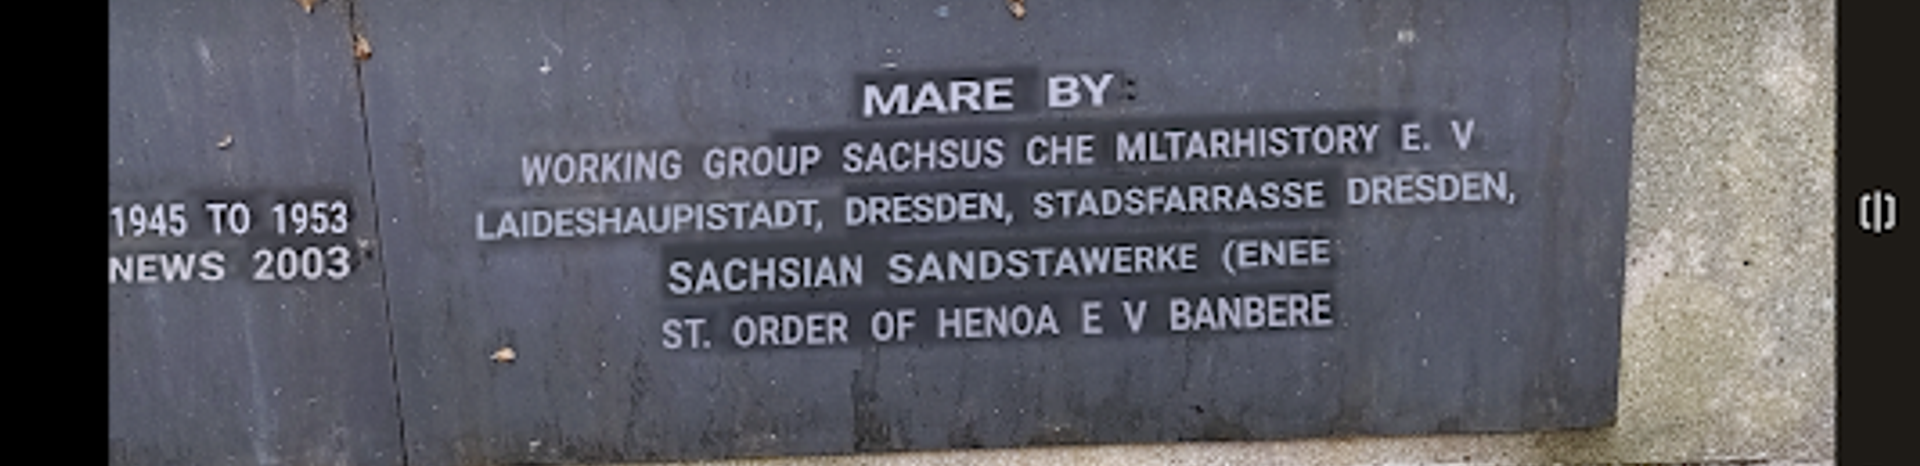 1945 TO 1953
NEWS 2003
MARE BY :
WORKING GROUP SACHSUS CHE MLTARHISTORY E. V
LAIDESHAUPISTADT, DRESDEN, STADSFARRASSE DRESDEN,
SACHSIAN SANDSTAWERKE (ENEE
ST. ORDER OF HENOA E V BANBERE